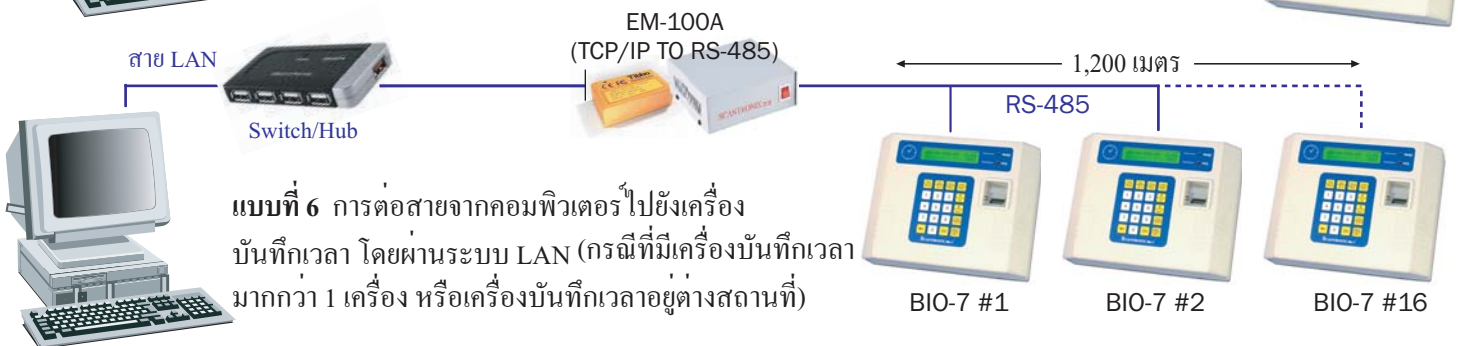 EM-100A
(TCP/IP TO RS-485)
สาย LAN
1,200 เมตร
RS-485
Switch/Hub
แบบที่ 6 การต่อสายจากคอมพิวเตอร์ไปยังเครื่อง
บันทึกเวลา โดยผ่านระบบ LAN (กรณีที่มีเครื่องบันทึกเวลา
มากกว่า 1 เครื่อง หรือเครื่องบันทึกเวลาอยู่ต่างสถานที่)
BIO-7 #1
BIO-7 #2
BIO-7 #16